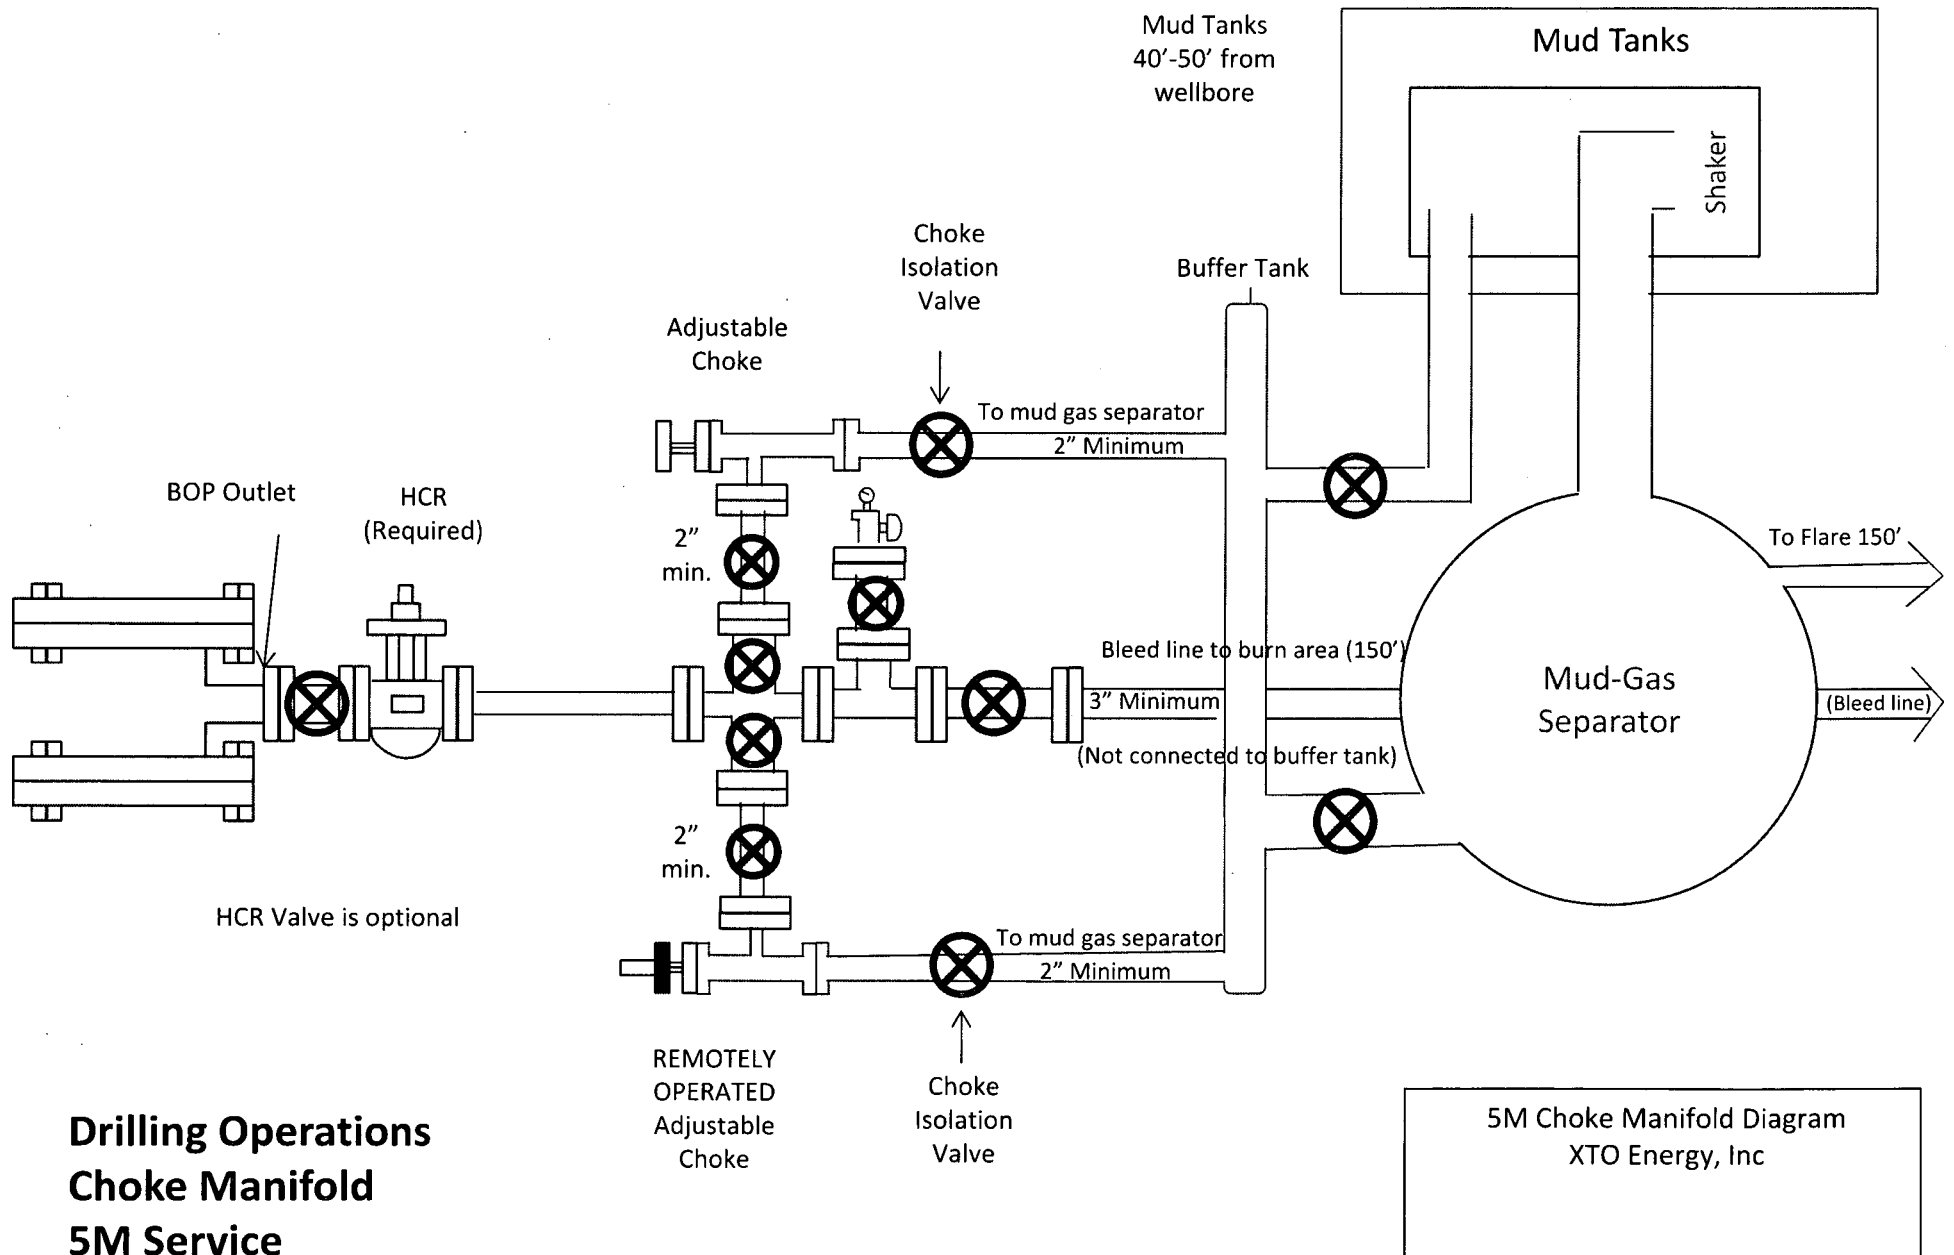 Mud Tanks
40'-50' from
wellbore
Mud Tanks
Shaker
Choke
Isolation
Valve
Buffer Tank
Adjustable
Choke
To mud gas separator
2" Minimum
BOP Outlet
HCR
(Required)
2"
min.
To Flare 150'
Bleed line to burn area (150')
3" Minimum
(Not connected to buffer tank)
Mud-Gas
Separator
(Bleed line)
2"
min.
HCR Valve is optional
To mud gas separator
2" Minimum
REMOTELY
OPERATED
Adjustable
Choke
Choke
Isolation
Valve
Drilling Operations
Choke Manifold
5M Service
5M Choke Manifold Diagram
XTO Energy, Inc